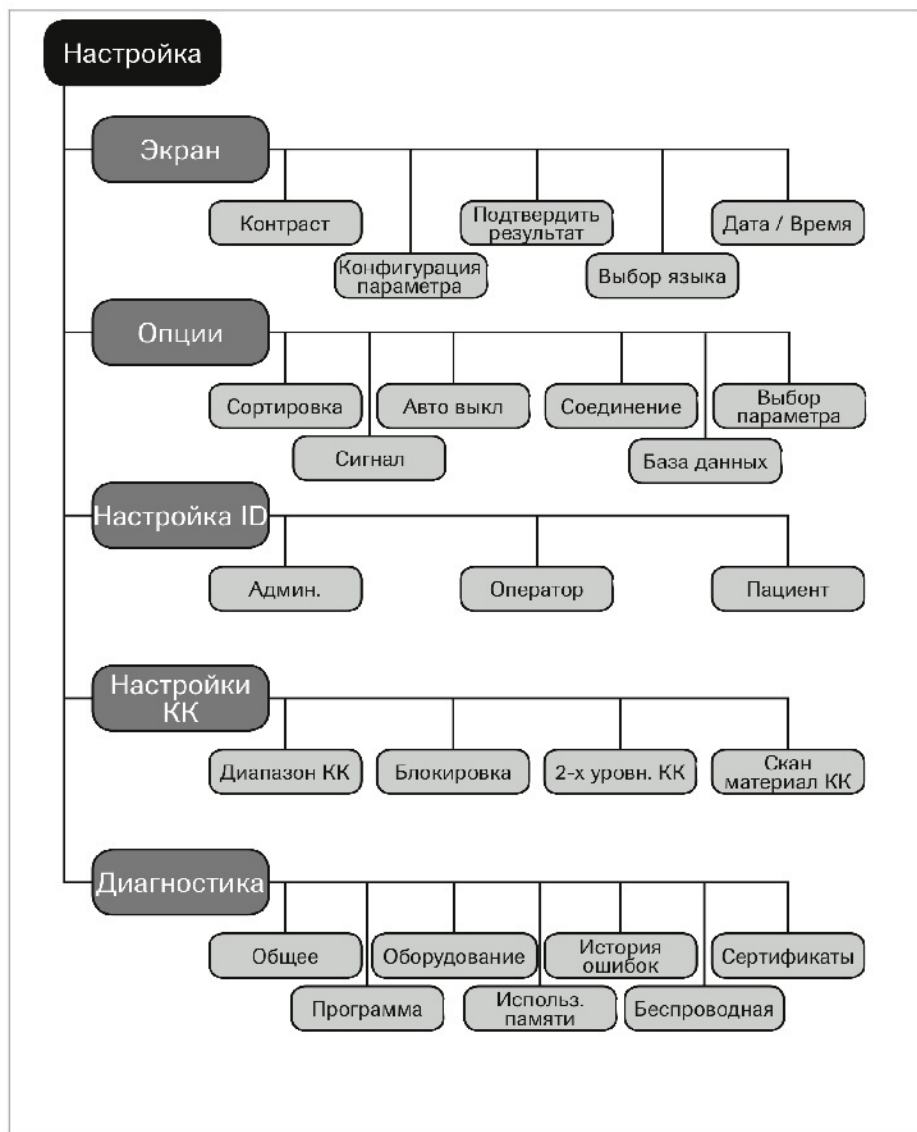 Настройка
Экран
Контраст
Конфигурация
параметра
Подтвердить
результат
Выбор языка
Дата / Время
Опции
Сортировка
Сигнал
Авто выкл
Соединение
База данных
Выбор
параметра
Настройка ID
Админ.
Оператор
Пациент
Настройки
КК
Диапазон КК
Блокировка
2-х уровн. КК
Скан
материал КК
Диагностика
Общее
Программа
Оборудование
Использ.
памяти
История
ошибок
Беспроводная
Сертификаты